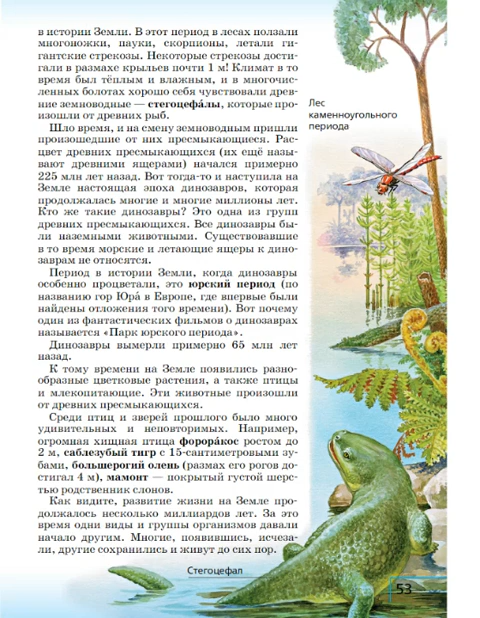 в истории Земли. В этот период в лесах ползали
многоножки, пауки, скорпионы, летали ги-
гантские стрекозы. Некоторые стрекозы дости-
гали в размахе крыльев почти 1 м! Климат в то
время был тёплым и влажным, и в многочис-
ленных болотах хорошо себя чувствовали древ-
ние земноводные — стегоцефа́лы, которые про-
изошли от древних рыб.
Шло время, и на смену земноводным пришли
произошедшие от них пресмыкающиеся. Рас-
цвет древних пресмыкающихся (их ещё назы-
вают древними ящерами) начался примерно
225 млн лет назад. Вот тогда-то и наступила на
Земле настоящая эпоха динозавров, которая
продолжалась многие и многие миллионы лет.
Кто же такие динозавры? Это одна из групп
древних пресмыкающихся. Все динозавры бы-
ли наземными животными. Существовавшие
в то время морские и летающие ящеры к дино-
заврам не относятся.
Период в истории Земли, когда динозавры
особенно процветали, это юрский период (по
названию гор Юра́ в Европе, где впервые были
найдены отложения того времени). Вот почему
один из фантастических фильмов о динозаврах
называется «Парк юрского периода».
Динозавры вымерли примерно 65 млн лет
назад.
К тому времени на Земле появились разно-
образные цветковые растения, а также птицы
и млекопитающие. Эти животные произошли
от древних пресмыкающихся.
Среди птиц и зверей прошлого было много
удивительных и неповторимых. Например,
огромная хищная птица форора́кос ростом до
2 м, саблезубый тигр с 15-сантиметровыми зу-
бами, большерогий олень (размах его рогов до-
стигал 4 м), мамонт — покрытый густой шер-
стью родственник слонов.
Как видите, развитие жизни на Земле про-
должалось несколько миллиардов лет. За это
время одни виды и группы организмов давали
начало другим. Многие, появившись, исчеза-
ли, другие сохранились и живут до сих пор.
Лес
каменноугольного
периода
Стегоцефал
53